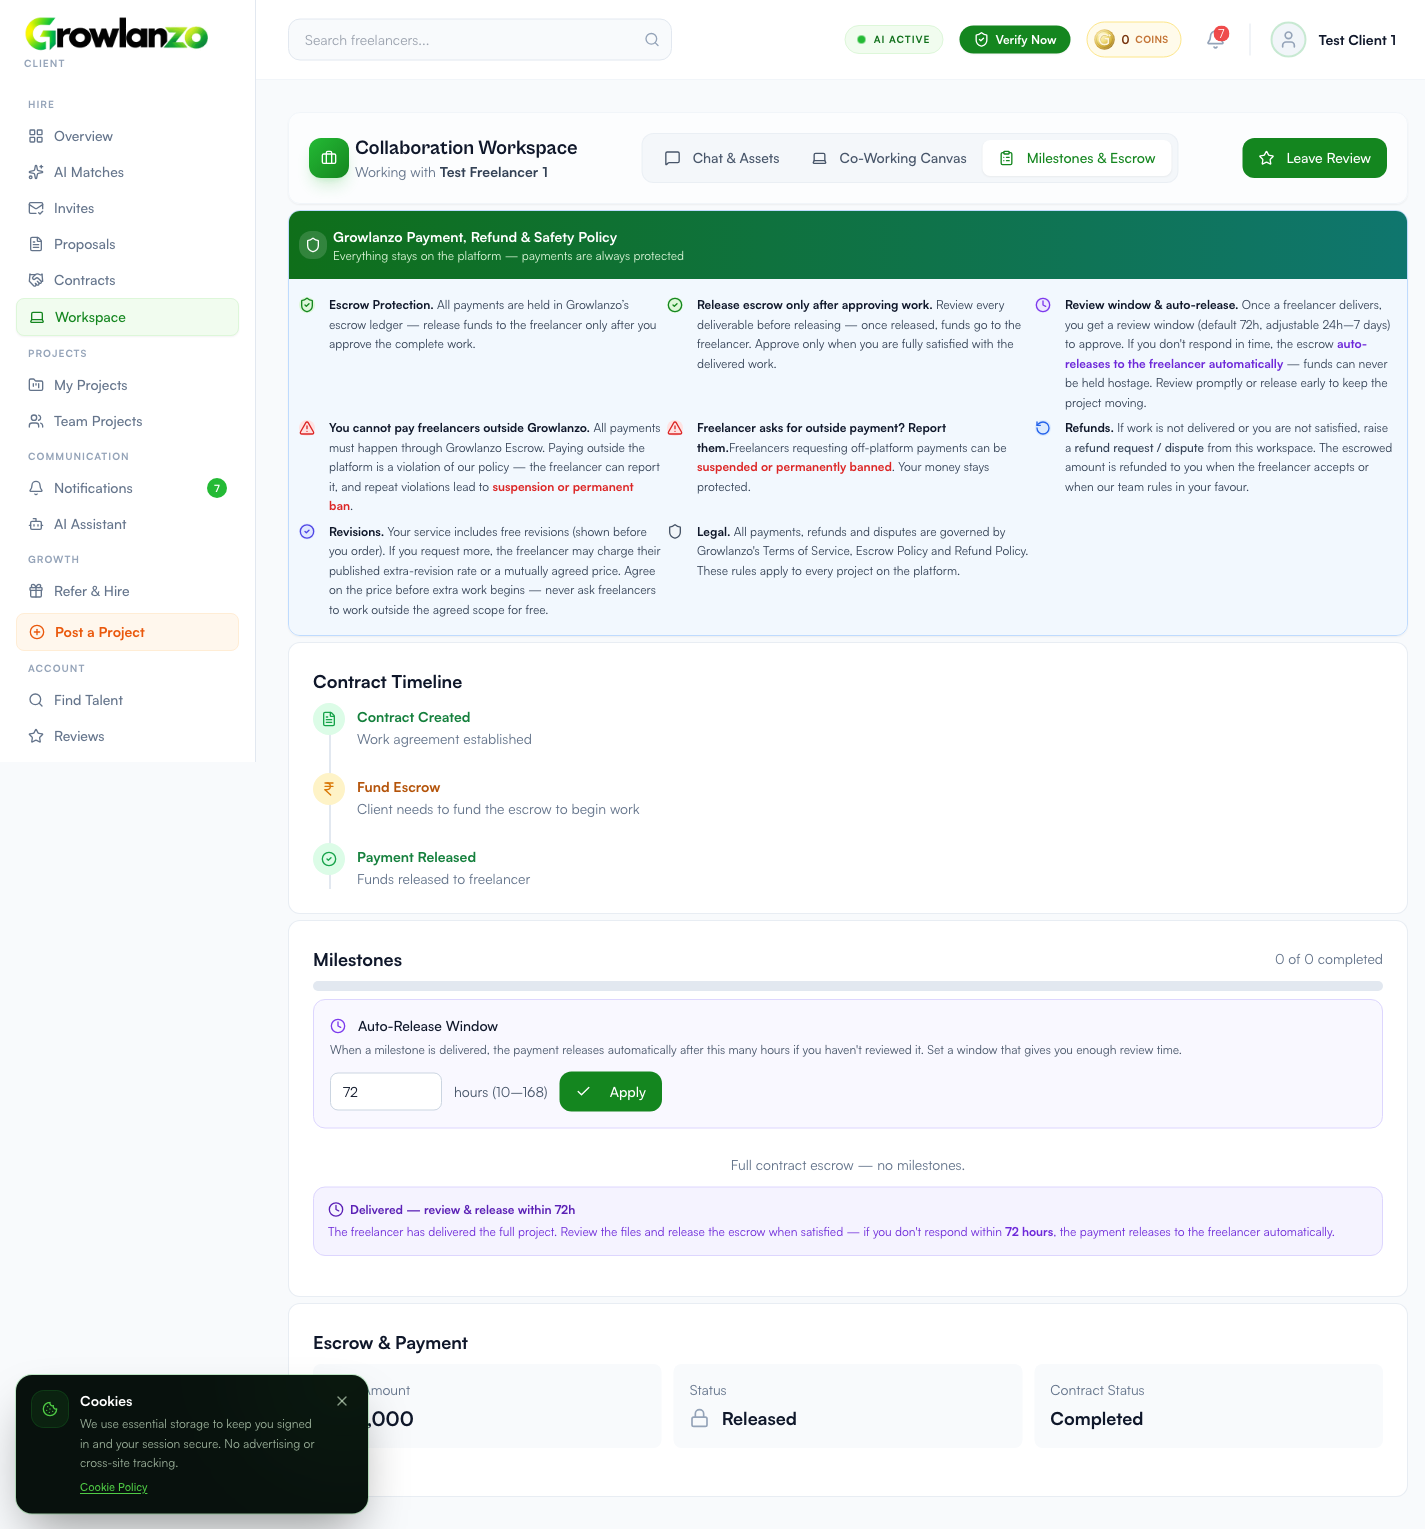 Growlanzo
CLIENT
HIRE
Overview
AI Matches
Invites
Proposals
Contracts
Workspace
PROJECTS
My Projects
Team Projects
COMMUNICATION
Notifications
7
AI Assistant
GROWTH
Refer & Hire
Post a Project
ACCOUNT
Find Talent
Reviews
Search freelancers...
AI ACTIVE
Verify Now
0 COINS
7
Test Client 1
Collaboration Workspace
Working with Test Freelancer 1
Chat & Assets
Co-Working Canvas
Milestones & Escrow
Leave Review
Growlanzo Payment, Refund & Safety Policy
Everything stays on the platform — payments are always protected
Escrow Protection. All payments are held in Growlanzo's
escrow ledger — release funds to the freelancer only after you
approve the complete work.
Release escrow only after approving work. Review every
deliverable before releasing — once released, funds go to the
freelancer. Approve only when you are fully satisfied with the
delivered work.
Review window & auto-release. Once a freelancer delivers,
you get a review window (default 72h, adjustable 24h–7 days)
to approve. If you don't respond in time, the escrow auto-
releases to the freelancer automatically — funds can never
be held hostage. Review promptly or release early to keep the
project moving.
You cannot pay freelancers outside Growlanzo. All payments
must happen through Growlanzo Escrow. Paying outside the
platform is a violation of our policy — the freelancer can report
it, and repeat violations lead to suspension or permanent
ban.
Freelancer asks for outside payment? Report
them.Freelancers requesting off-platform payments can be
suspended or permanently banned. Your money stays
protected.
Refunds. If work is not delivered or you are not satisfied, raise
a refund request / dispute from this workspace. The escrowed
amount is refunded to you when the freelancer accepts or
when our team rules in your favour.
Revisions. Your service includes free revisions (shown before
you order). If you request more, the freelancer may charge their
published extra-revision rate or a mutually agreed price. Agree
on the price before extra work begins — never ask freelancers
to work outside the agreed scope for free.
Legal. All payments, refunds and disputes are governed by
Growlanzo's Terms of Service, Escrow Policy and Refund Policy.
These rules apply to every project on the platform.
Contract Timeline
Contract Created
Work agreement established
₹
Fund Escrow
Client needs to fund the escrow to begin work
Payment Released
Funds released to freelancer
Milestones
0 of 0 completed
Auto-Release Window
When a milestone is delivered, the payment releases automatically after this many hours if you haven't reviewed it. Set a window that gives you enough review time.
72
hours (10–168)
Apply
Full contract escrow — no milestones.
Delivered — review & release within 72h
The freelancer has delivered the full project. Review the files and release the escrow when satisfied — if you don't respond within 72 hours, the payment releases to the freelancer automatically.
Escrow & Payment
Amount
,000
Status
Released
Contract Status
Completed
Cookies
We use essential storage to keep you signed
in and your session secure. No advertising or
cross-site tracking.
Cookie Policy